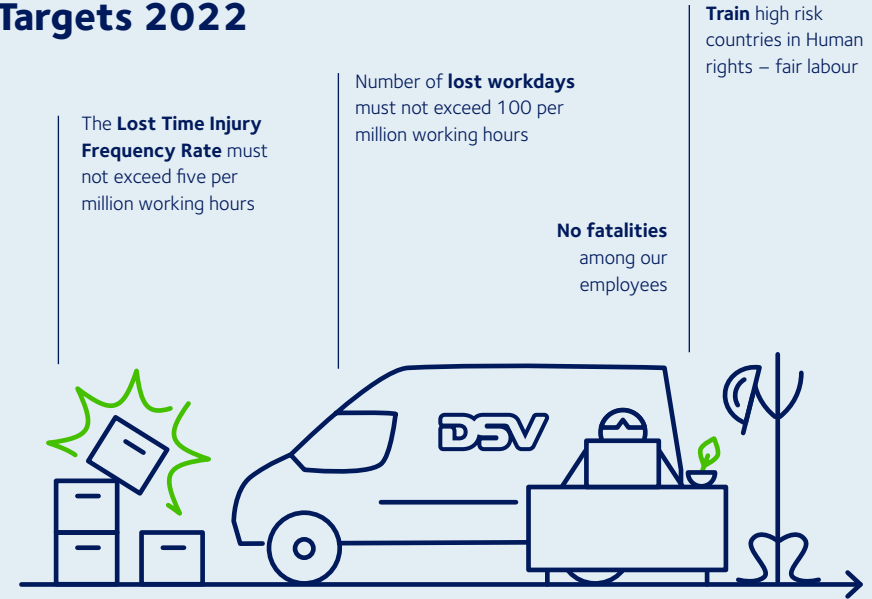 Targets 2022
The Lost Time Injury
Frequency Rate must
not exceed five per
million working hours
Number of lost workdays
must not exceed 100 per
million working hours
No fatalities
among our
employees
Train high risk
countries in Human
rights – fair labour
DSV